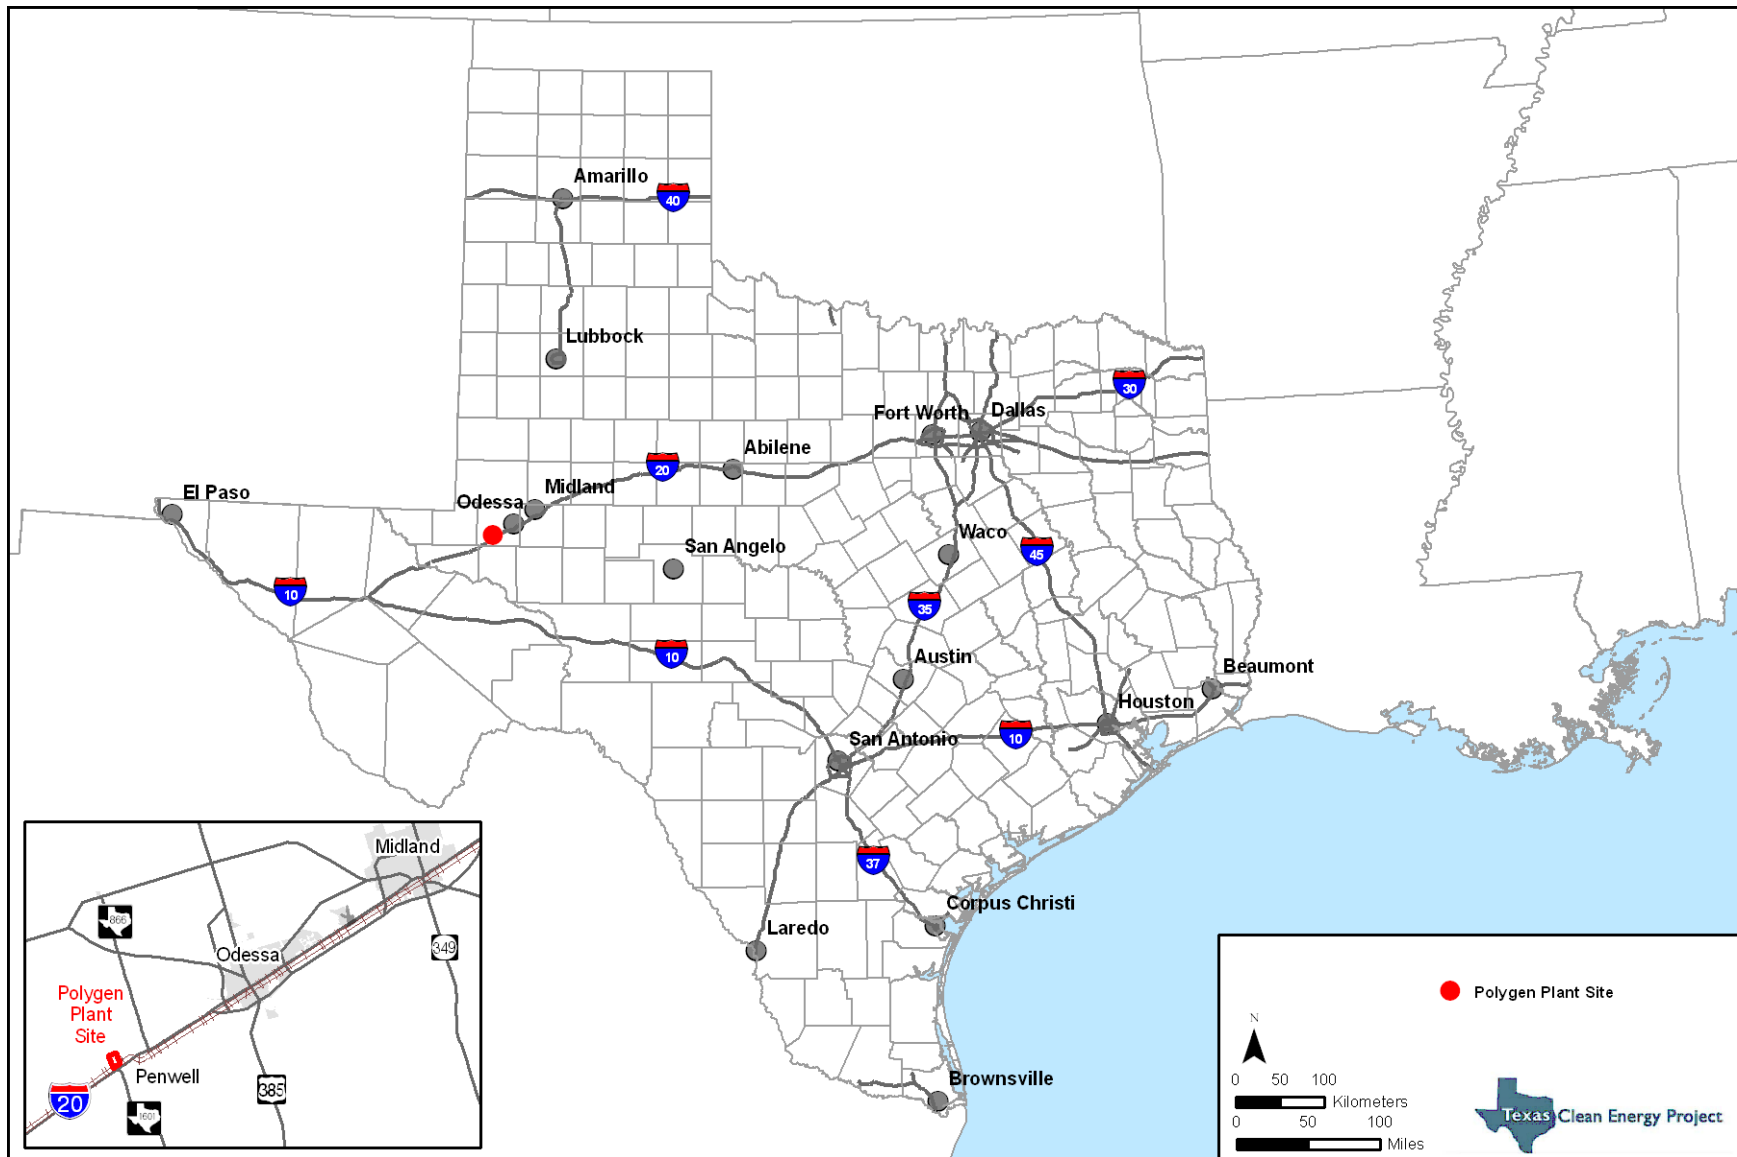 Amarillo
40
Lubbock
30
Fort Worth
Dallas
Abilene
20
El Paso
Odessa
Midland
San Angelo
Waco
45
10
35
10
Austin
Beaumont
Houston
San Antonio
10
37
Corpus Christi
Laredo
Brownsville
Midland
866
349
Odessa
Polygen
Plant
Site
Penwell
20
385
1601
Polygen Plant Site
N
0 50 100
Kilometers
0 50 100
Miles
Texas Clean Energy Project